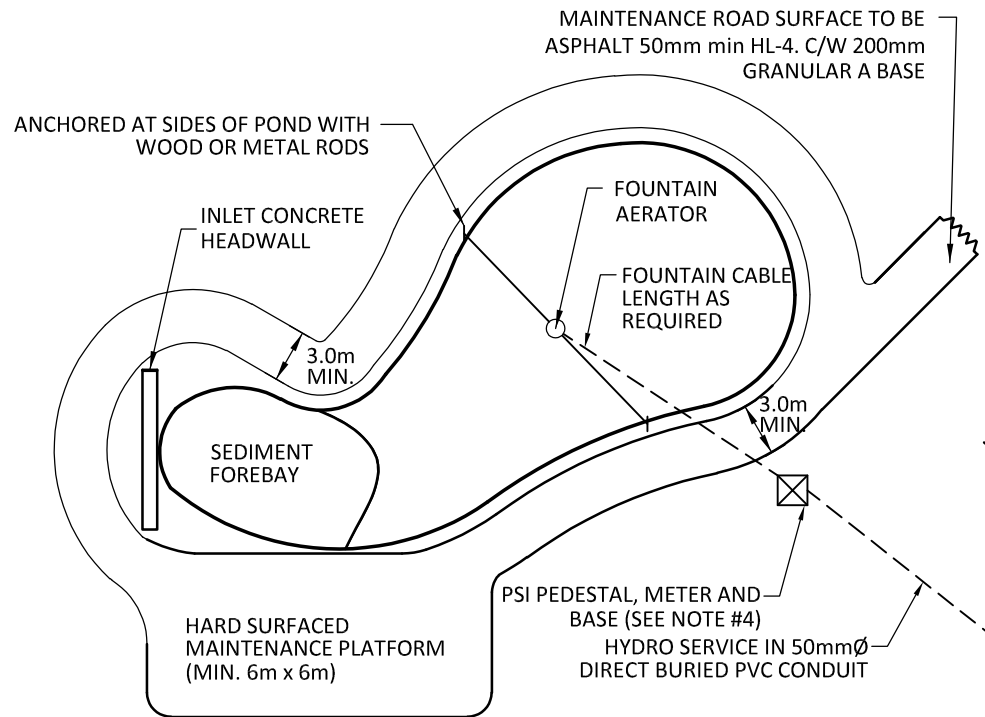 MAINTENANCE ROAD SURFACE TO BE
ASPHALT 50mm min HL-4. C/W 200mm
GRANULAR A BASE
ANCHORED AT SIDES OF POND WITH
WOOD OR METAL RODS
INLET CONCRETE
HEADWALL
FOUNTAIN
AERATOR
FOUNTAIN CABLE
LENGTH AS
REQUIRED
3.0m
MIN.
3.0m
MIN.
SEDIMENT
FOREBAY
PSI PEDESTAL, METER AND
BASE (SEE NOTE #4)
HYDRO SERVICE IN 50mmØ
DIRECT BURIED PVC CONDUIT
HARD SURFACED
MAINTENANCE PLATFORM
(MIN. 6m x 6m)